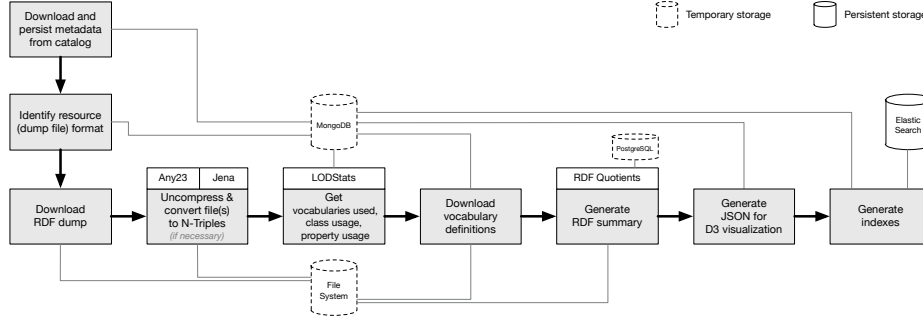 Download and
persist metadata
from catalog
Temporary storage
Persistent storage
Identify resource
(dump file) format
MongoDB
Elastic
Search
PostgreSQL
Any23
Jena
LODStats
RDF Quotients
Download
RDF dump
Uncompress &
convert file(s)
to N-Triples
(if necessary)
Get
vocabularies used,
class usage,
property usage
Download
vocabulary
definitions
Generate
RDF summary
Generate
JSON for
D3 visualization
Generate
indexes
File
System